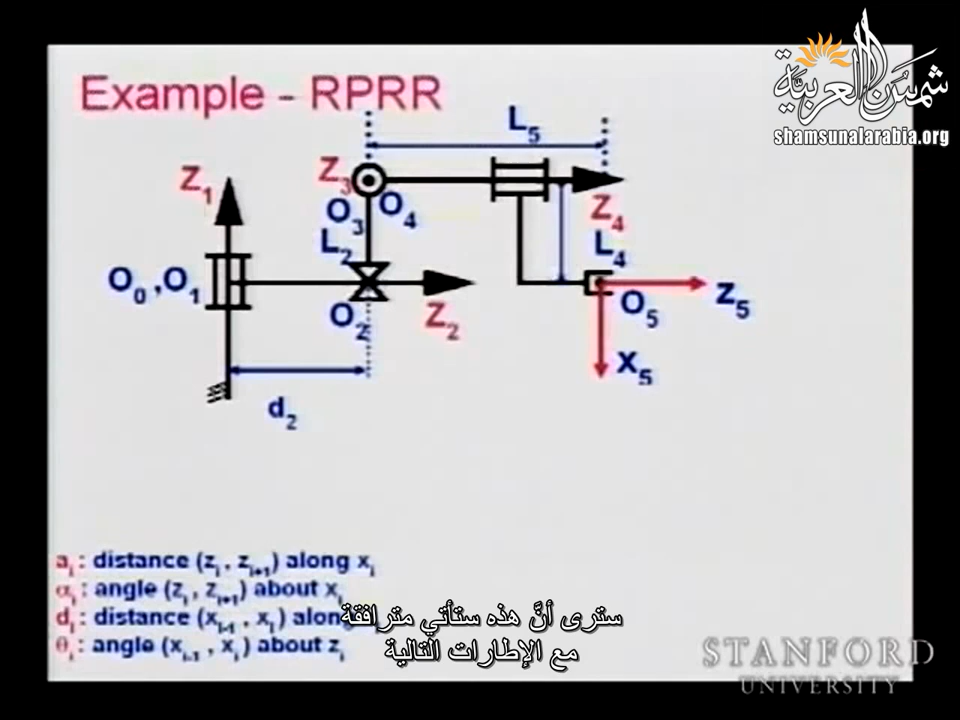 شمس العربية
shamsunalarabia.org
Example - RPRR
L5
Z1
Z3
O3
O4
Z4
L2
L4
O0 ,O1
O2
Z2
O5
Z5
X5
d2
ai : distance (zi , zi+1) along xi
αi : angle (zi , zi+1) about xi
di : distance (xi-1 , xi) along
θi : angle (xi-1 , xi) about zi
سترى أنَّ هذه ستأتي مترافقة
مع الإطارات التالية
STANFORD
UNIVERSITY